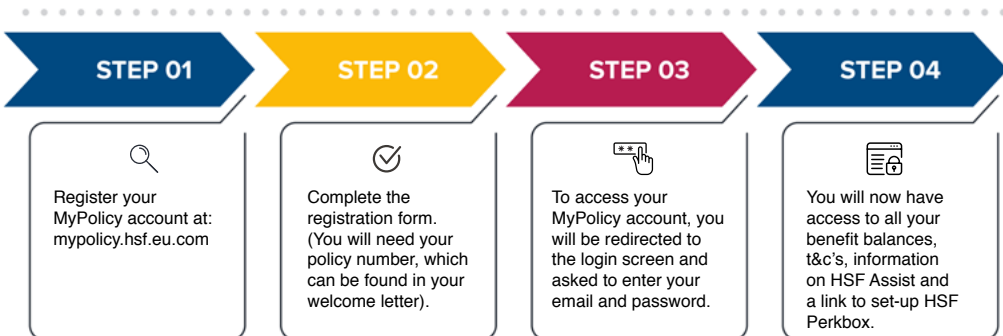 STEP 01
Register your
MyPolicy account at:
mypolicy.hsf.eu.com
STEP 02
Complete the
registration form.
(You will need your
policy number, which
can be found in your
welcome letter).
STEP 03
To access your
MyPolicy account, you
will be redirected to
the login screen and
asked to enter your
email and password.
STEP 04
You will now have
access to all your
benefit balances,
t&c's, information
on HSF Assist and
a link to set-up HSF
Perkbox.